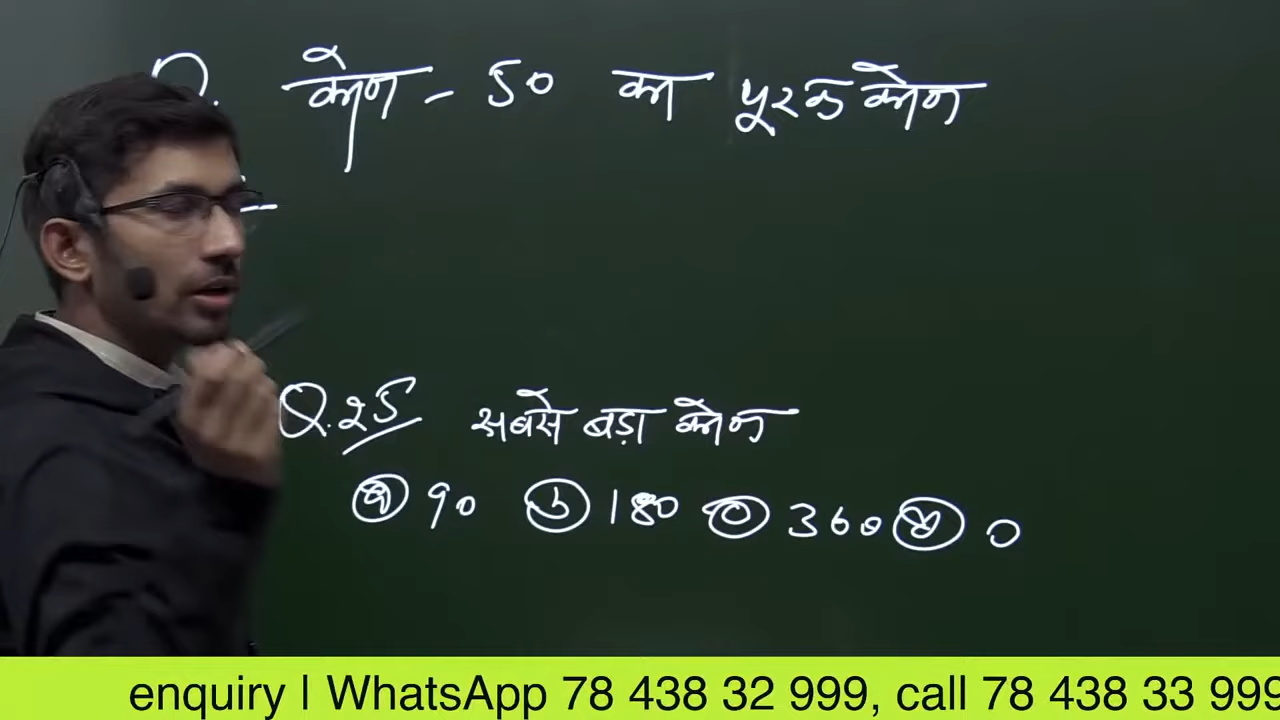 Q. कोण - 50 का पूरक कोण
Q.25 सबसे बड़ा कोण
a 90 b 180 c 360 d 0
enquiry | WhatsApp 78 438 32 999, call 78 438 33 999